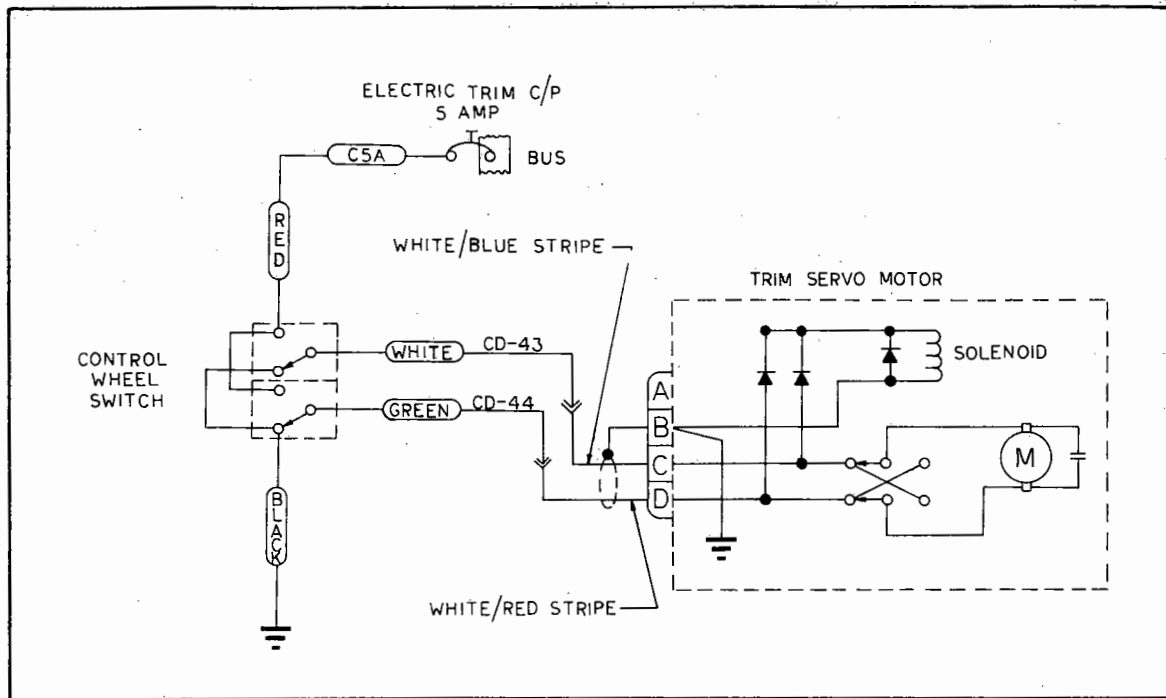 ELECTRIC TRIM C/P
5 AMP
C5A
BUS
RED
WHITE/BLUE STRIPE
TRIM SERVO MOTOR
CONTROL
WHEEL
SWITCH
WHITE
CD-43
SOLENOID
A
GREEN
CD-44
B
C
M
D
BLACK
WHITE/RED STRIPE